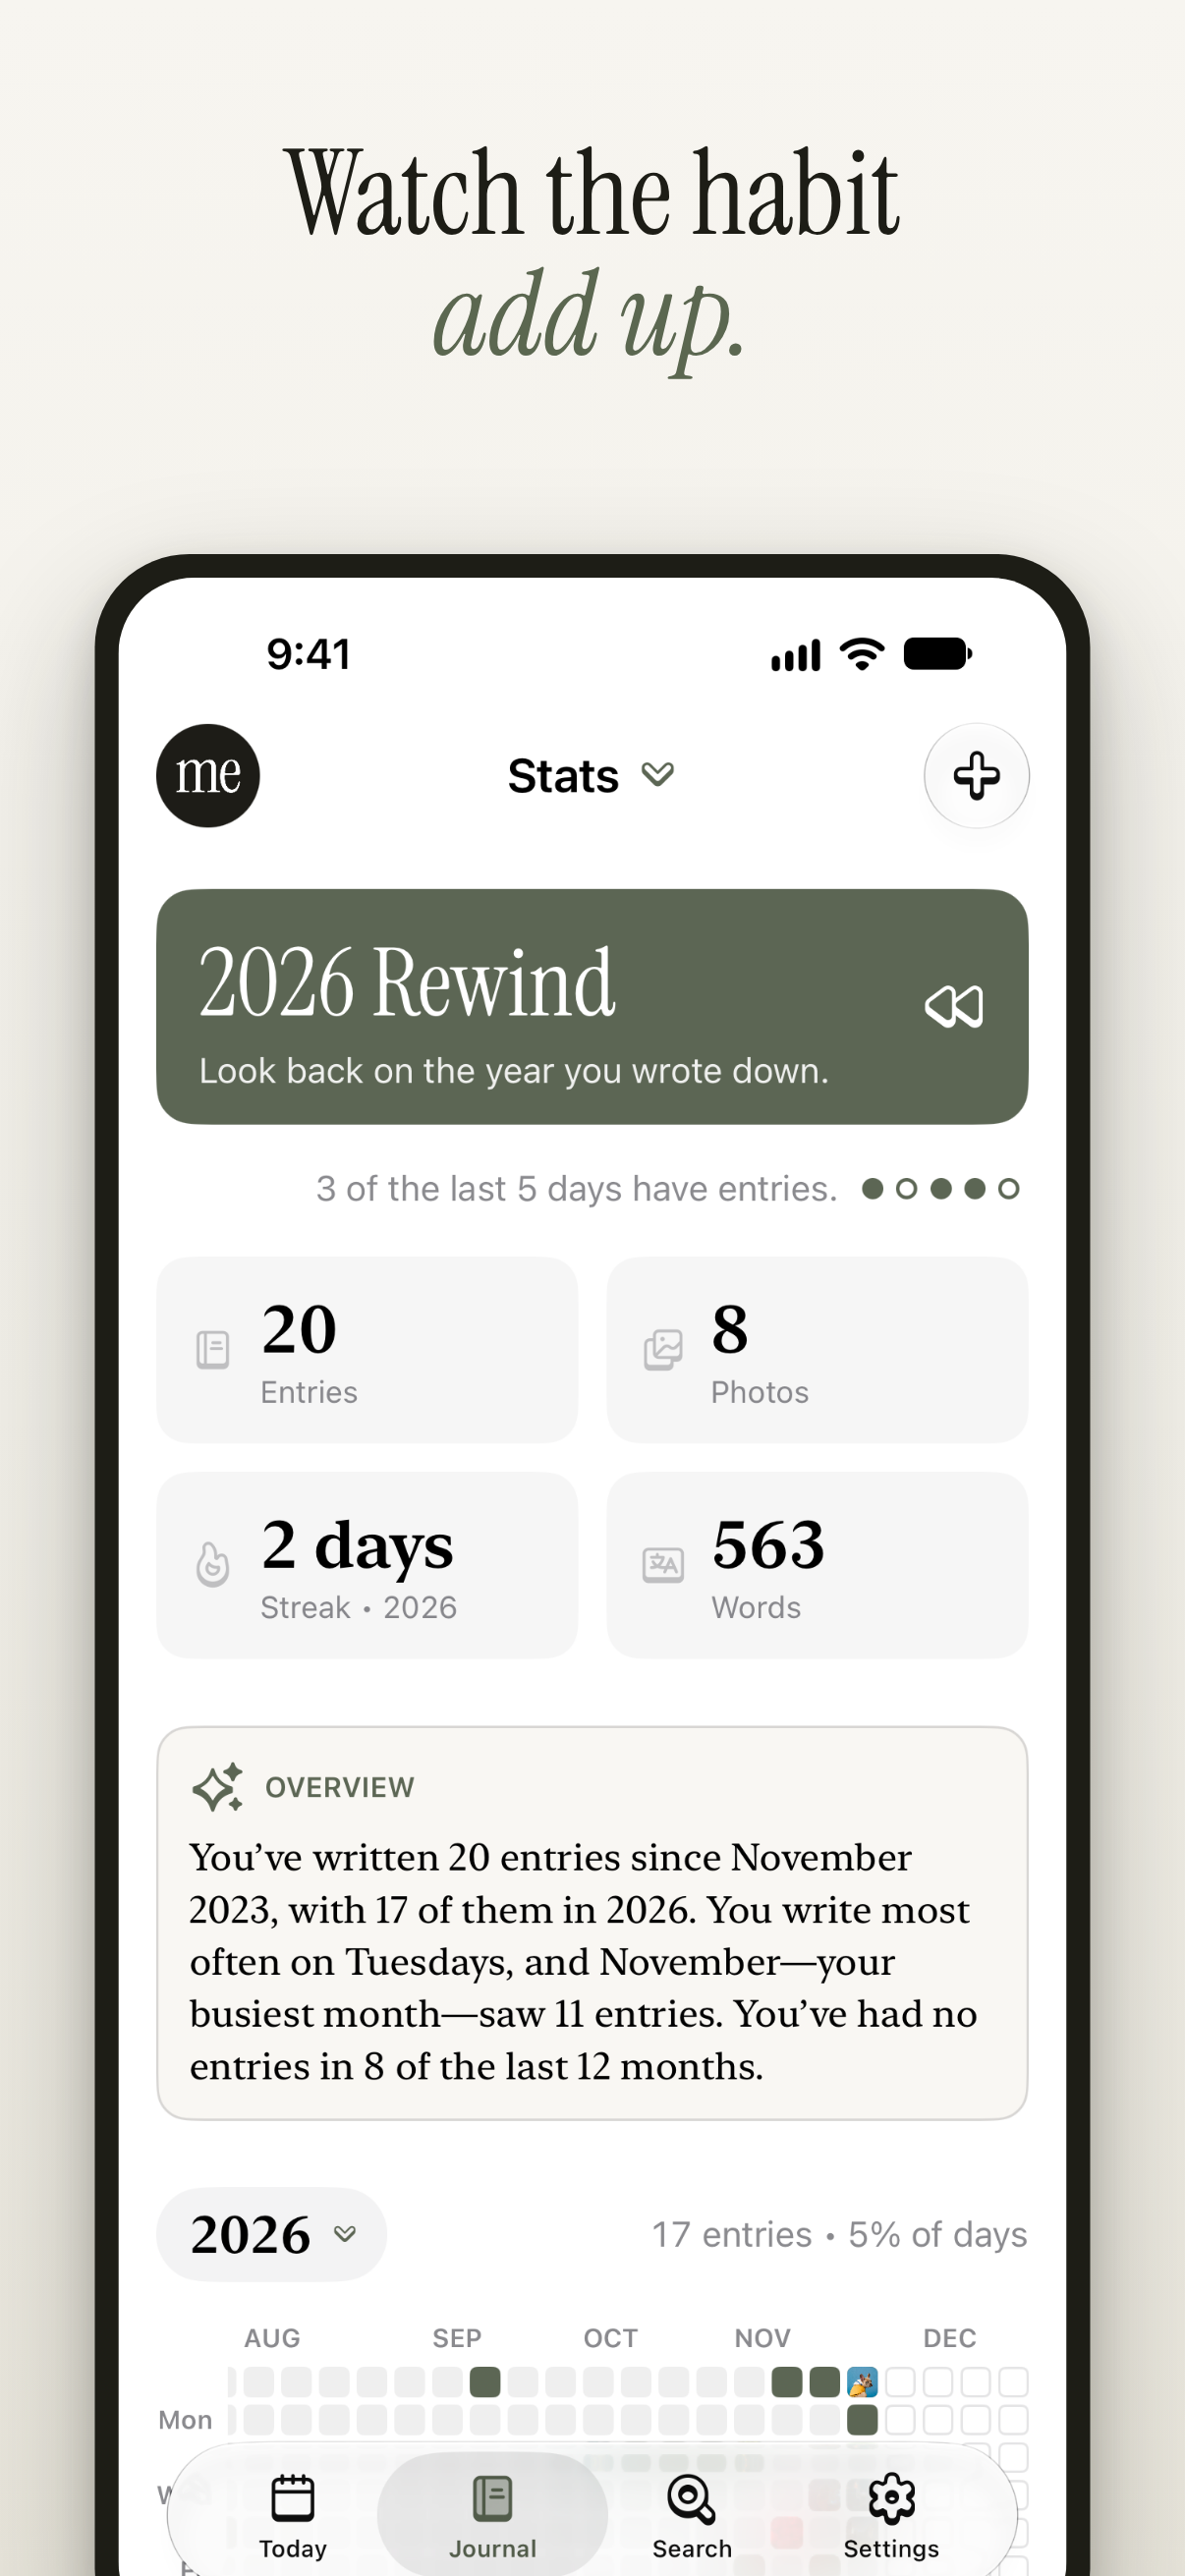 Watch the habit
add up.
9:41
me
Stats
2026 Rewind
Look back on the year you wrote down.
3 of the last 5 days have entries.
20
Entries
8
Photos
2 days
Streak • 2026
563
Words
OVERVIEW
You’ve written 20 entries since November
2023, with 17 of them in 2026. You write most
often on Tuesdays, and November—your
busiest month—saw 11 entries. You’ve had no
entries in 8 of the last 12 months.
2026
17 entries • 5% of days
AUG SEP OCT NOV DEC
Mon
Today
Journal
Search
Settings